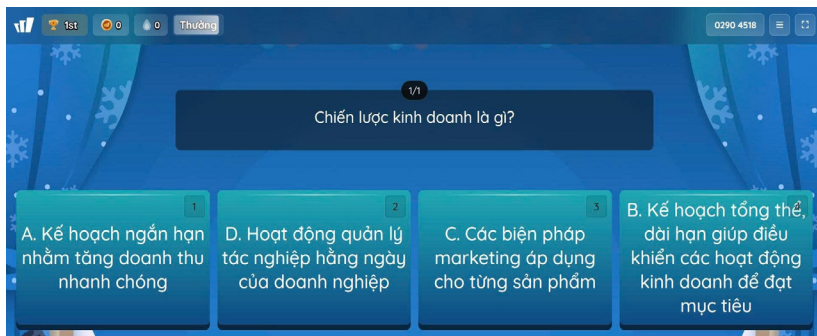 1st 0 0 Thưởng 0290 4518
1/1
Chiến lược kinh doanh là gì?
1
A. Kế hoạch ngắn hạn
nhằm tăng doanh thu
nhanh chóng
2
D. Hoạt động quản lý
tác nghiệp hằng ngày
của doanh nghiệp
3
C. Các biện pháp
marketing áp dụng
cho từng sản phẩm
B. Kế hoạch tổng thể,
dài hạn giúp điều
khiển các hoạt động
kinh doanh để đạt
mục tiêu